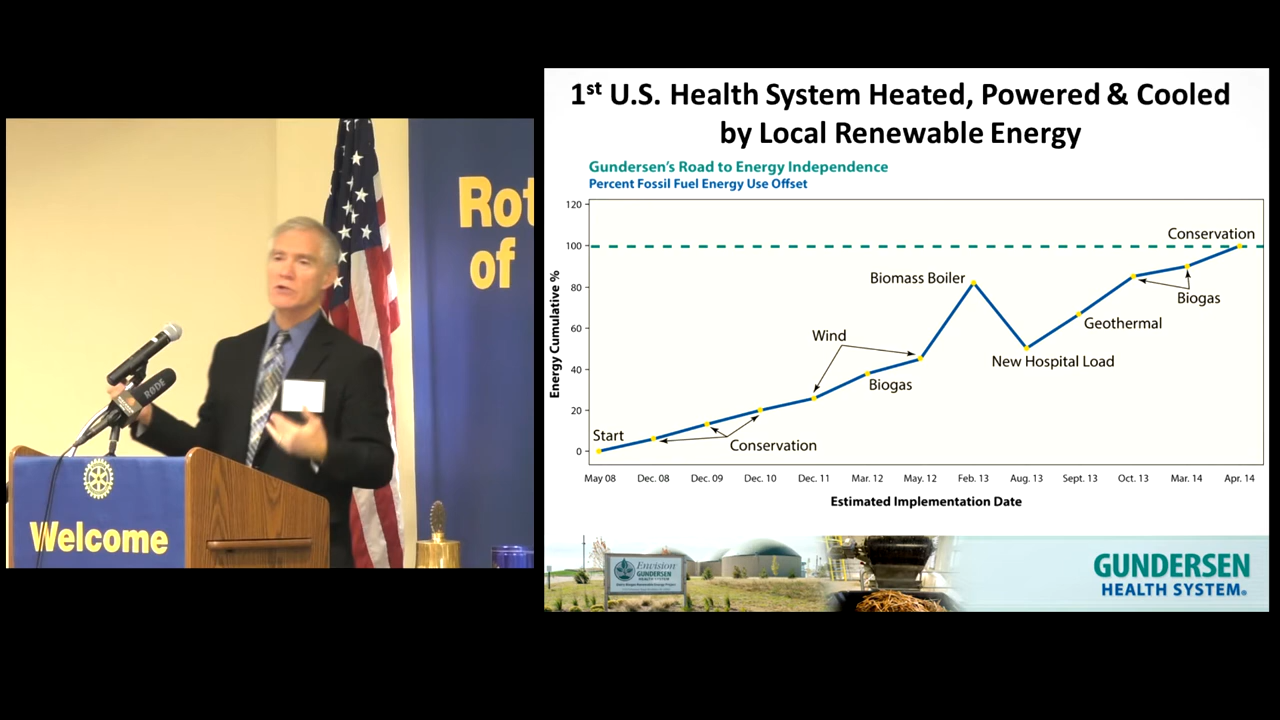 Rot
of
RODE
Welcome
1st U.S. Health System Heated, Powered & Cooled
by Local Renewable Energy
Gundersen's Road to Energy Independence
Percent Fossil Fuel Energy Use Offset
Energy Cumulative %
120
100
80
60
40
20
0
Start
Conservation
Wind
Biogas
Biomass Boiler
New Hospital Load
Geothermal
Biogas
Conservation
May 08 Dec. 08 Dec. 09 Dec. 10 Dec. 11 Mar. 12 May. 12 Feb. 13 Aug. 13 Sept. 13 Oct. 13 Mar. 14 Apr. 14
Estimated Implementation Date
Envision
GUNDERSEN
HEALTH SYSTEM
GUNDERSEN
HEALTH SYSTEM®